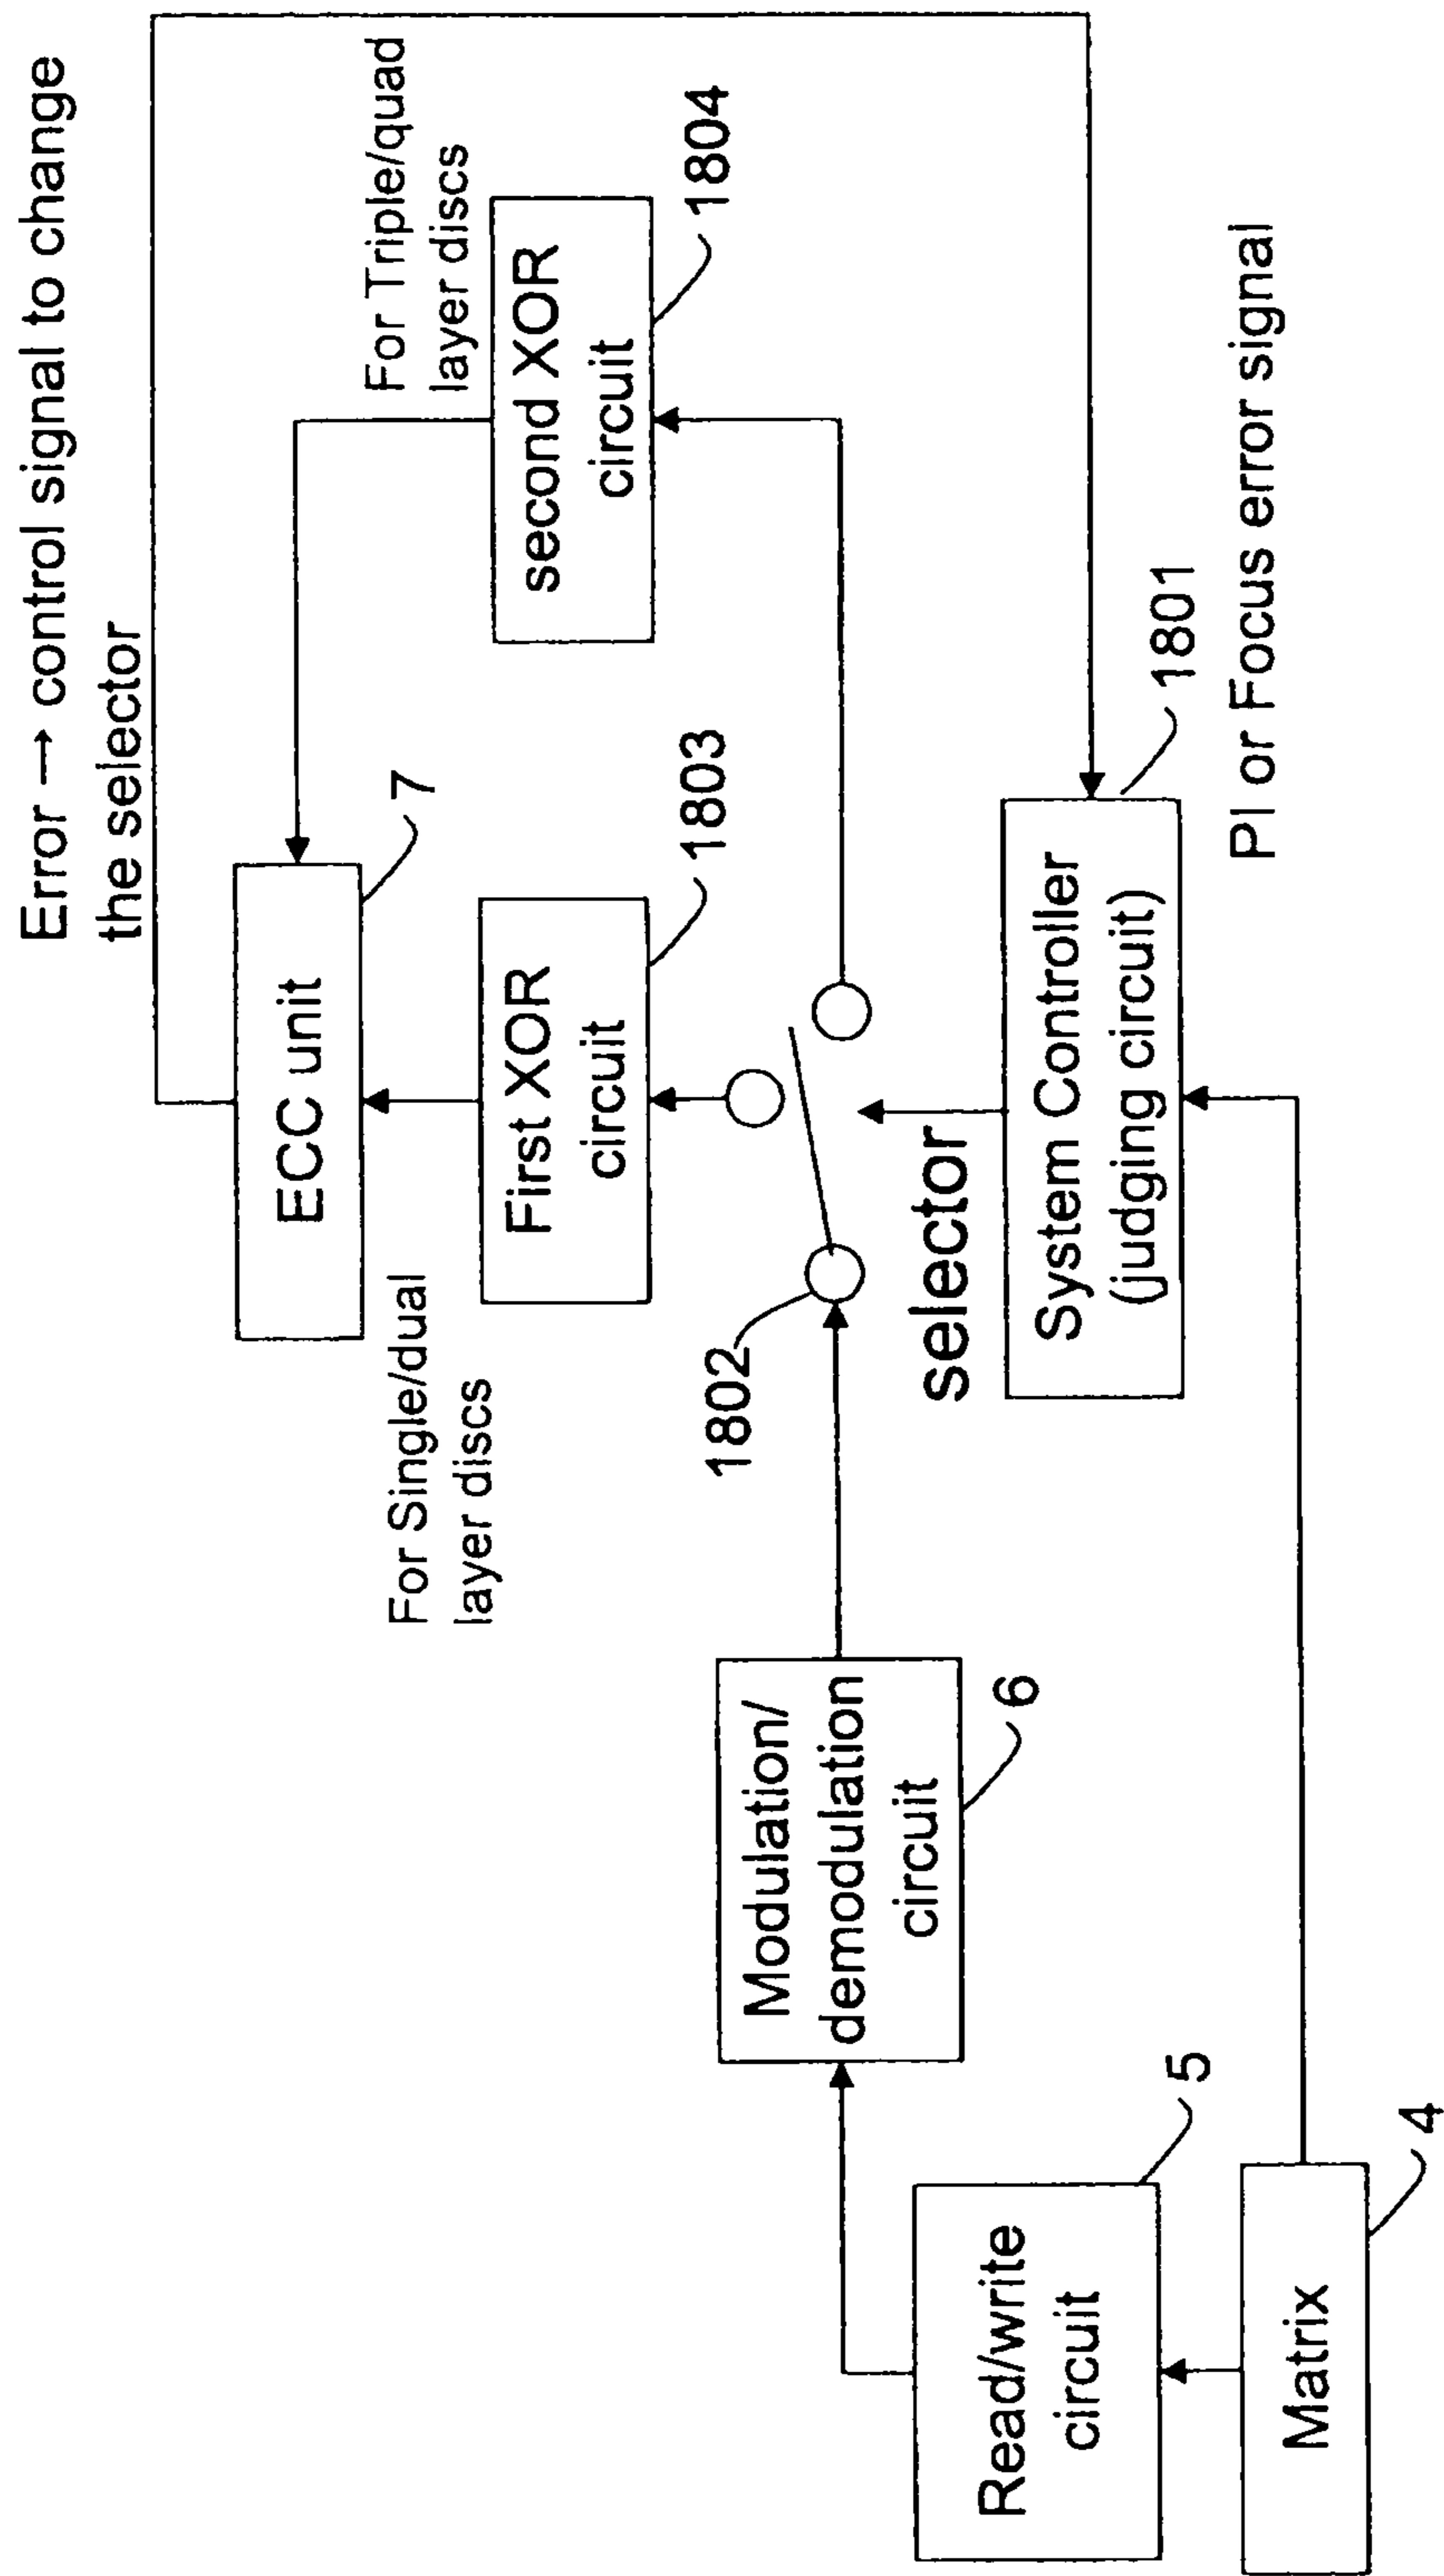 Error → control signal to change
the selector
For Triple/quad
layer discs
second XOR
circuit
1804
ECC unit
7
First XOR
circuit
1803
For Single/dual
layer discs
1802
selector
System Controller
(judging circuit)
1801
PI or Focus error signal
Modulation/
demodulation
circuit
6
Read/write
circuit
5
Matrix
4